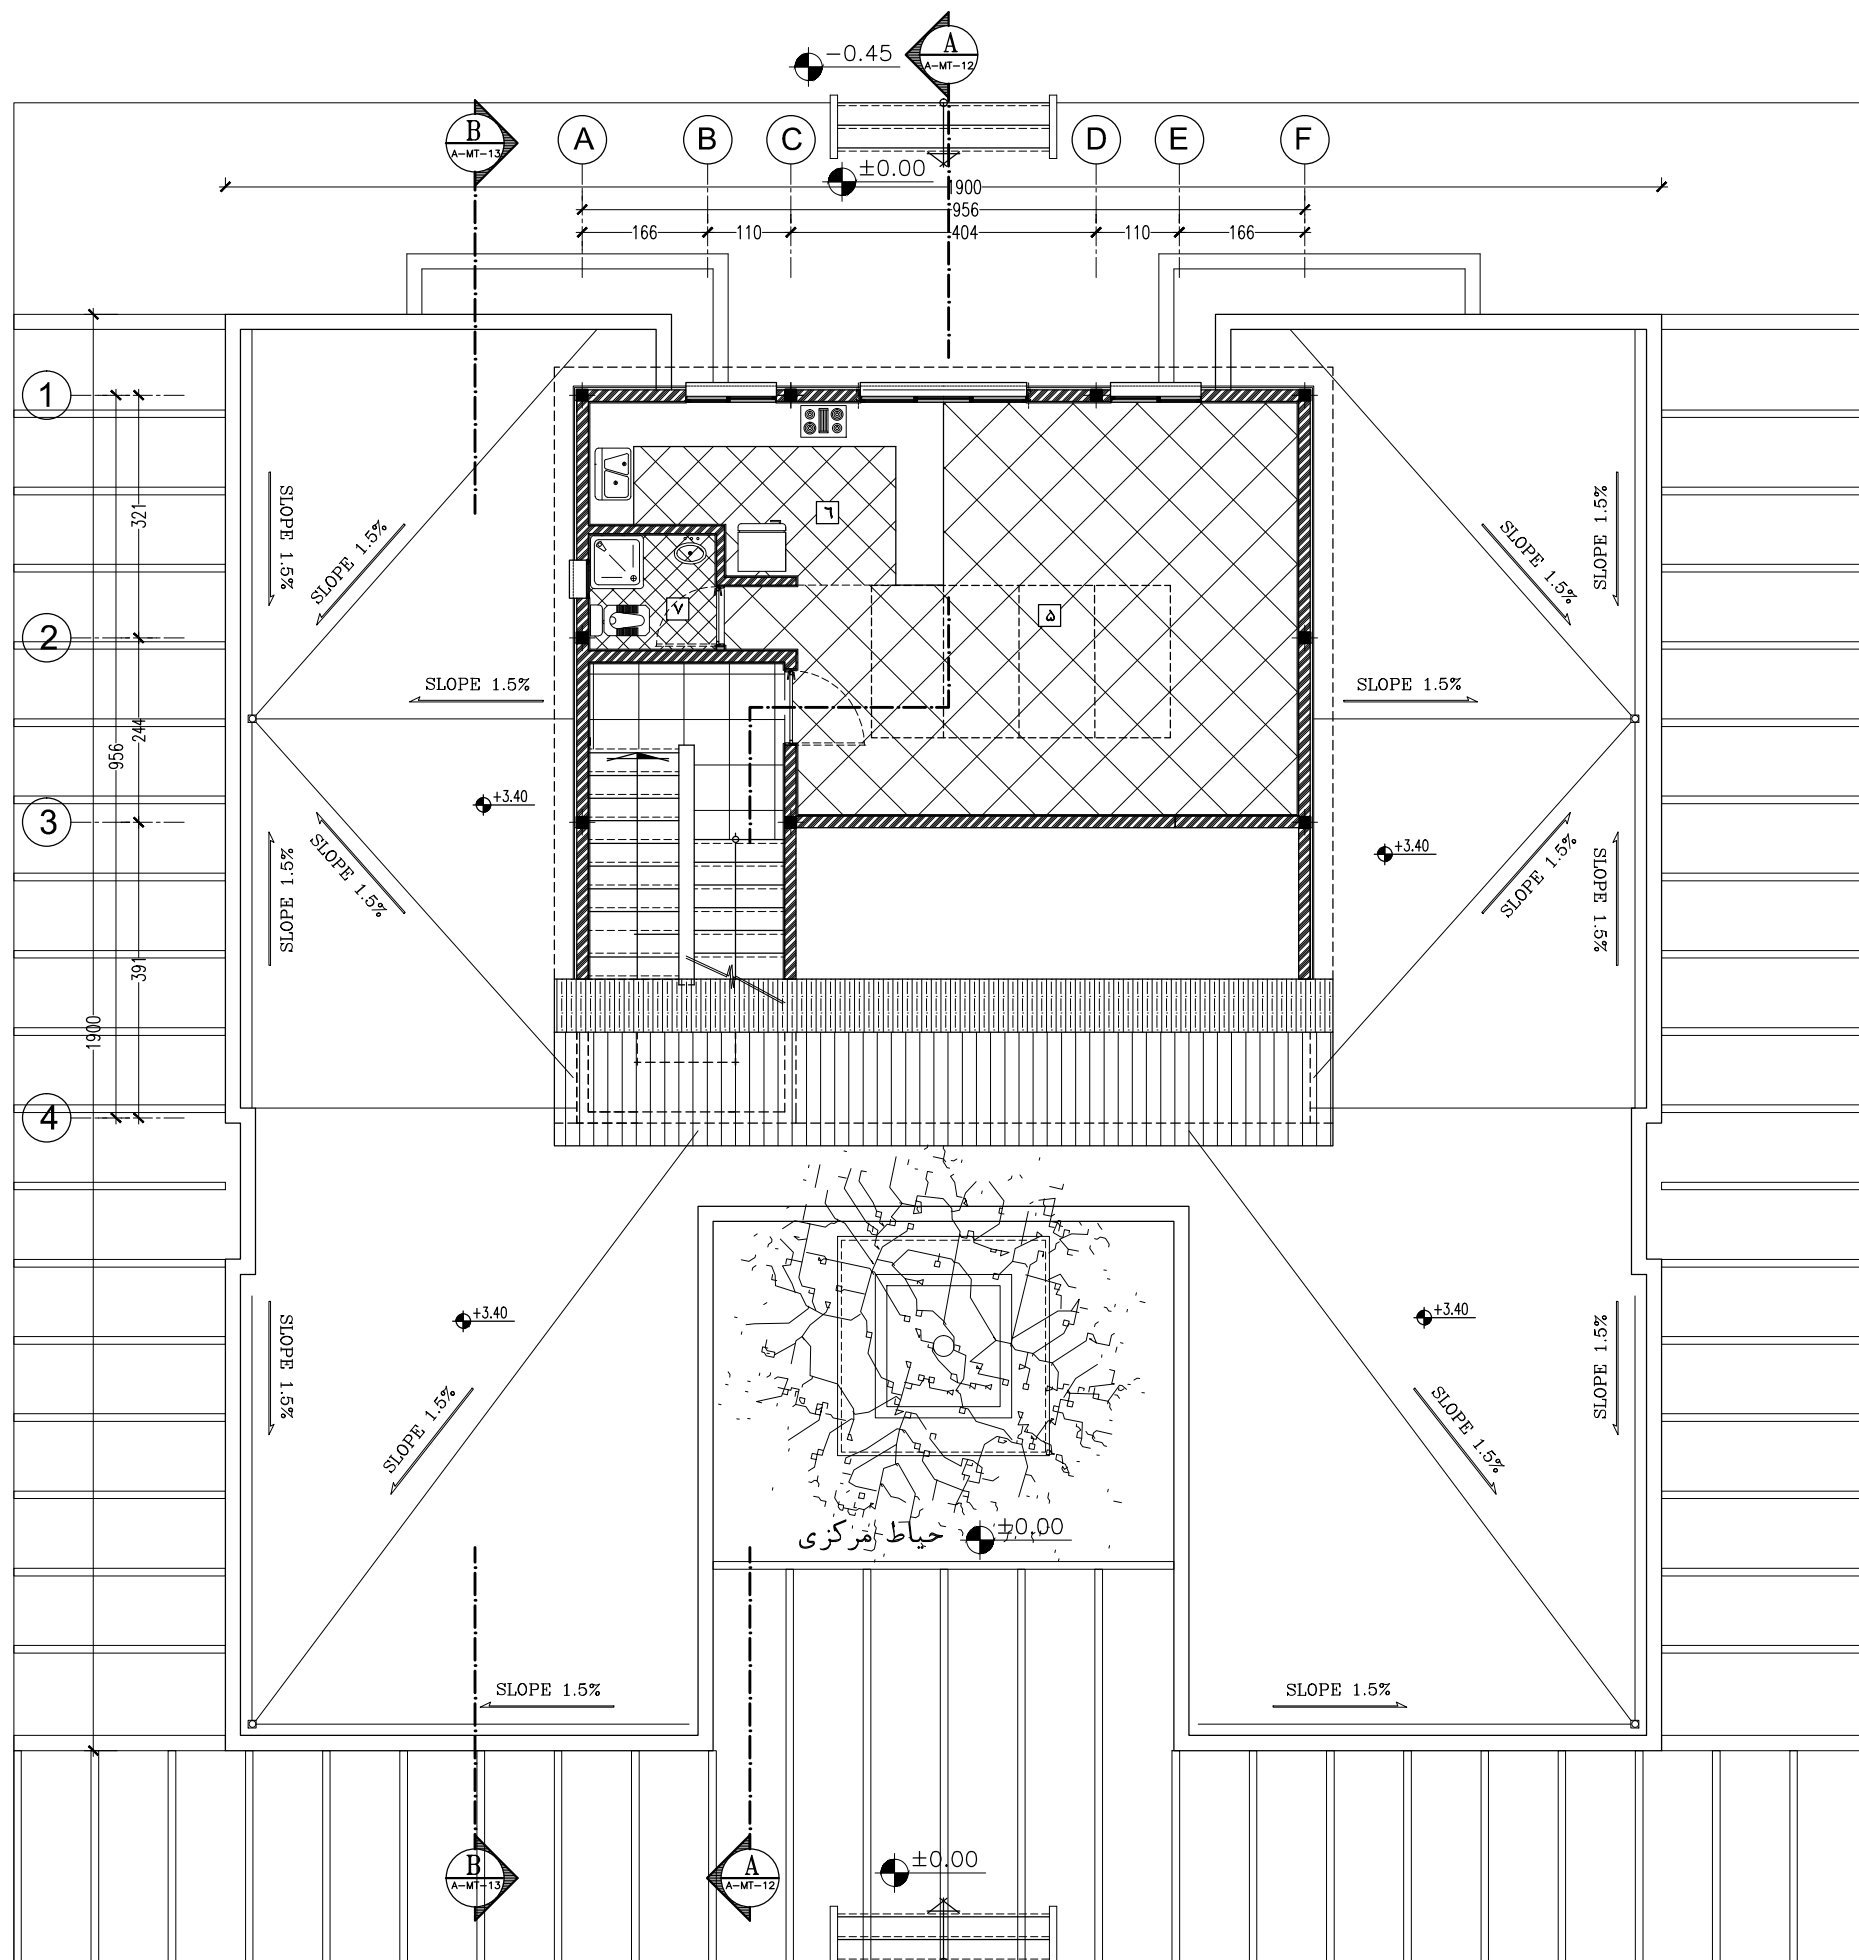 -0.45
A
A-MT-12
B
A-MT-13
A
B
C
D
E
F
±0.00
1900
956
166
110
404
110
166
1
2
3
4
321
244
391
956
1900
SLOPE 1.5%
SLOPE 1.5%
SLOPE 1.5%
SLOPE 1.5%
۶
۷
۵
SLOPE 1.5%
SLOPE 1.5%
+3.40
+3.40
SLOPE 1.5%
SLOPE 1.5%
SLOPE 1.5%
SLOPE 1.5%
+3.40
+3.40
SLOPE 1.5%
SLOPE 1.5%
SLOPE 1.5%
SLOPE 1.5%
حیاط مرکزی
±0.00
SLOPE 1.5%
SLOPE 1.5%
±0.00
B
A-MT-13
A
A-MT-12